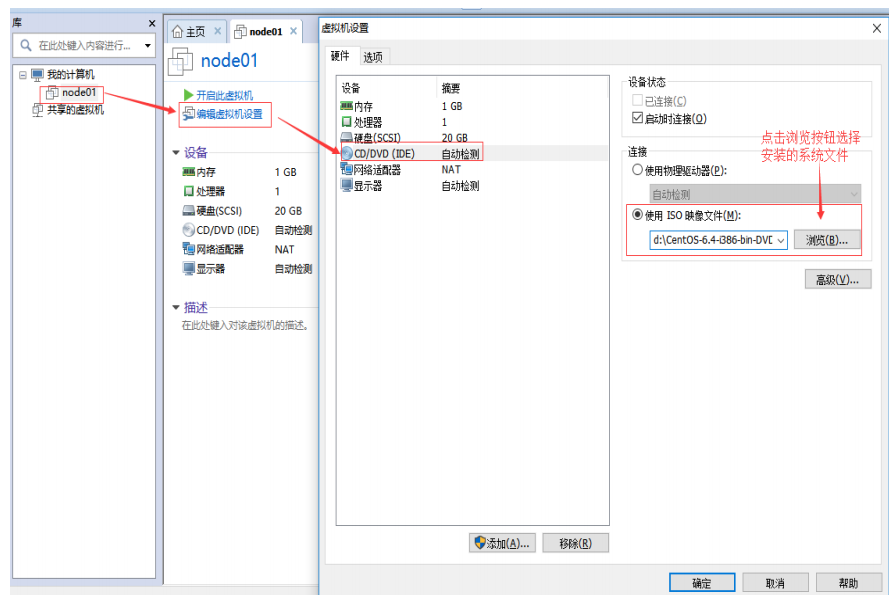 库
在此处键入内容进行...
我的计算机
node01
共享的虚拟机
主页
node01
node01
开启此虚拟机
编辑虚拟机设置
设备
内存 1 GB
处理器 1
硬盘(SCSI) 20 GB
CD/DVD (IDE) 自动检测
网络适配器 NAT
显示器 自动检测
描述
在此处键入对该虚拟机的描述。
虚拟机设置
硬件 选项
设备 摘要
内存 1 GB
处理器 1
硬盘(SCSI) 20 GB
CD/DVD (IDE) 自动检测
网络适配器 NAT
显示器 自动检测
添加(A)... 移除(R)
设备状态
已连接(C)
启动时连接(O)
点击浏览按钮选择
安装的系统文件
连接
使用物理驱动器(P):
自动检测
使用 ISO 映像文件(M):
d:\CentOS-6.4-i386-bin-DVD 浏览(B)...
高级(V)...
确定 取消 帮助